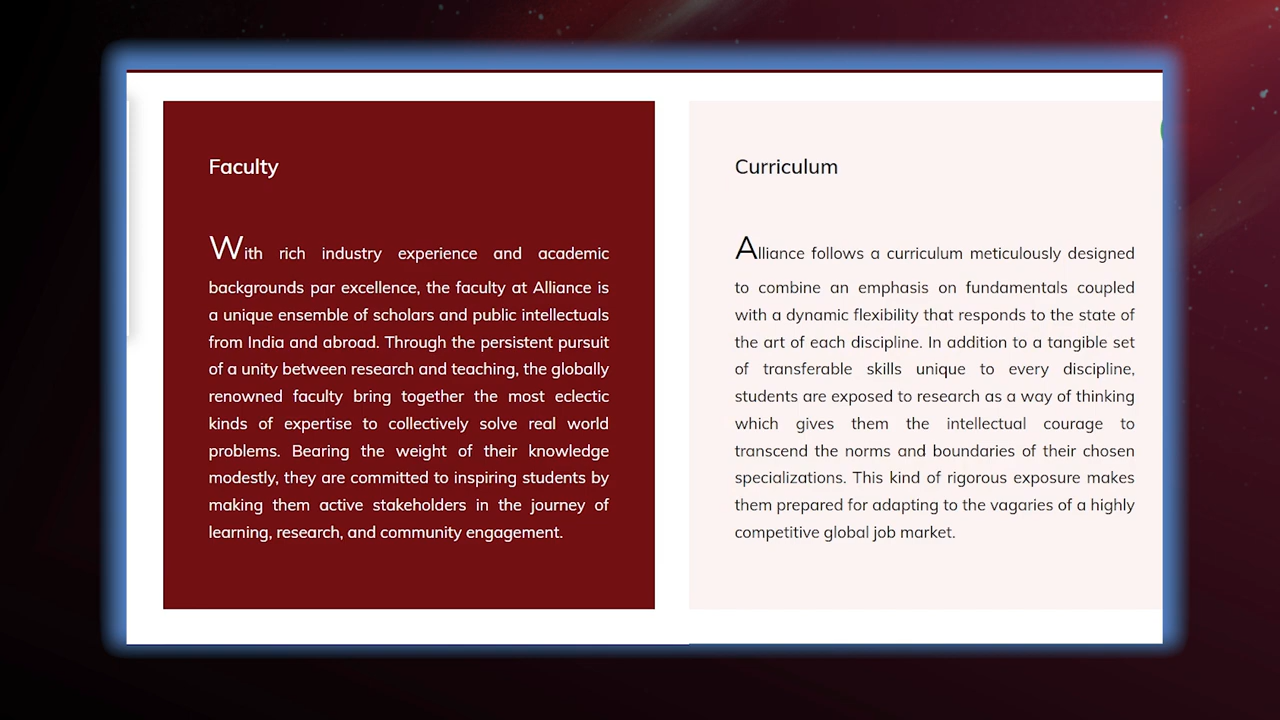 Faculty
With rich industry experience and academic
backgrounds par excellence, the faculty at Alliance is
a unique ensemble of scholars and public intellectuals
from India and abroad. Through the persistent pursuit
of a unity between research and teaching, the globally
renowned faculty bring together the most eclectic
kinds of expertise to collectively solve real world
problems. Bearing the weight of their knowledge
modestly, they are committed to inspiring students by
making them active stakeholders in the journey of
learning, research, and community engagement.
Curriculum
Alliance follows a curriculum meticulously designed
to combine an emphasis on fundamentals coupled
with a dynamic flexibility that responds to the state of
the art of each discipline. In addition to a tangible set
of transferable skills unique to every discipline,
students are exposed to research as a way of thinking
which gives them the intellectual courage to
transcend the norms and boundaries of their chosen
specializations. This kind of rigorous exposure makes
them prepared for adapting to the vagaries of a highly
competitive global job market.